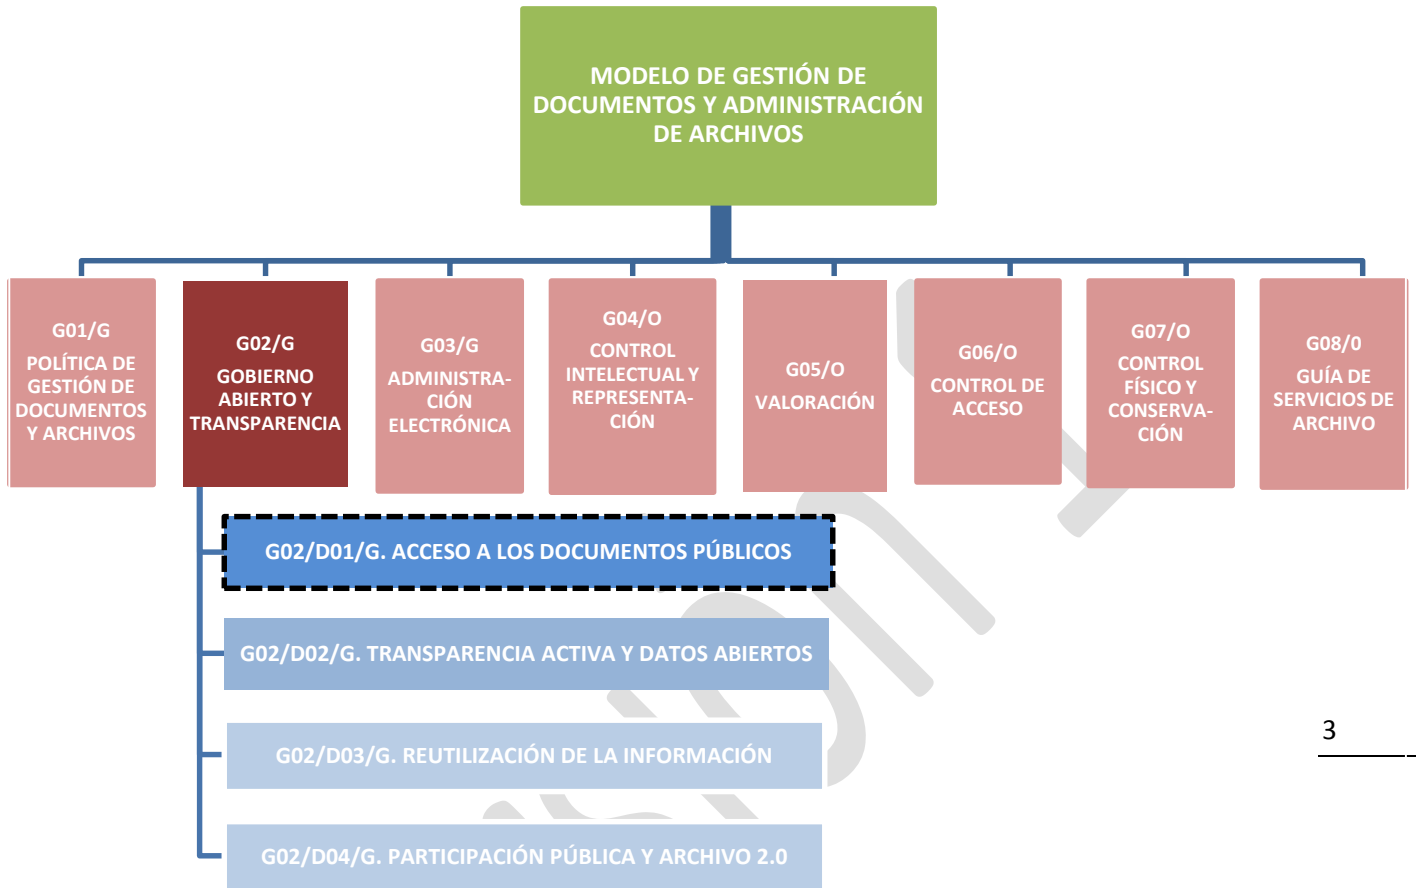 MODELO DE GESTIÓN DE
DOCUMENTOS Y ADMINISTRACIÓN
DE ARCHIVOS
G01/G
POLÍTICA DE
GESTIÓN DE
DOCUMENTOS
Y ARCHIVOS
G02/G
GOBIERNO
ABIERTO Y
TRANSPARENCIA
G03/G
ADMINISTRA-
CIÓN
ELECTRÓNICA
G04/O
CONTROL
INTELECTUAL Y
REPRESENTA-
CIÓN
G05/O
VALORACIÓN
G06/O
CONTROL DE
ACCESO
G07/O
CONTROL
FÍSICO Y
CONSERVA-
CIÓN
G08/0
GUÍA DE
SERVICIOS DE
ARCHIVO
G02/D01/G. ACCESO A LOS DOCUMENTOS PÚBLICOS
G02/D02/G. TRANSPARENCIA ACTIVA Y DATOS ABIERTOS
G02/D03/G. REUTILIZACIÓN DE LA INFORMACIÓN
G02/D04/G. PARTICIPACIÓN PÚBLICA Y ARCHIVO 2.0
3